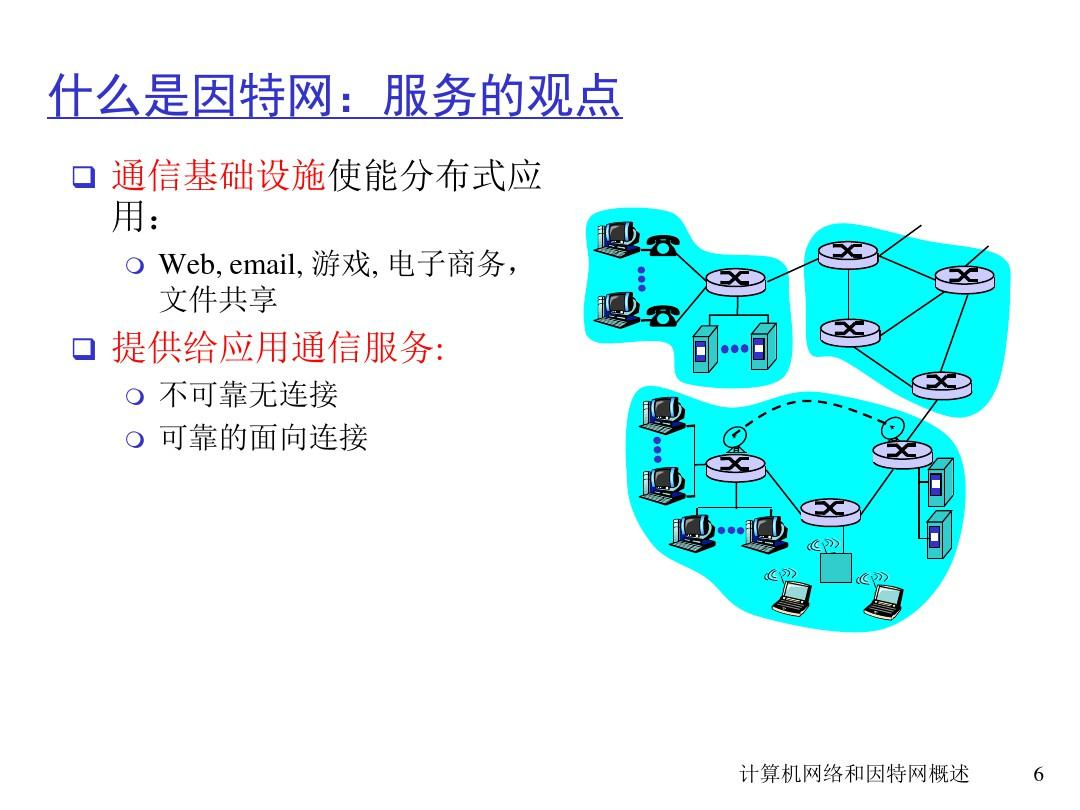 什么是因特网：服务的观点
通信基础设施使能分布式应
用：
Web, email, 游戏, 电子商务，
文件共享
提供给应用通信服务:
不可靠无连接
可靠的面向连接
计算机网络和因特网概述 6